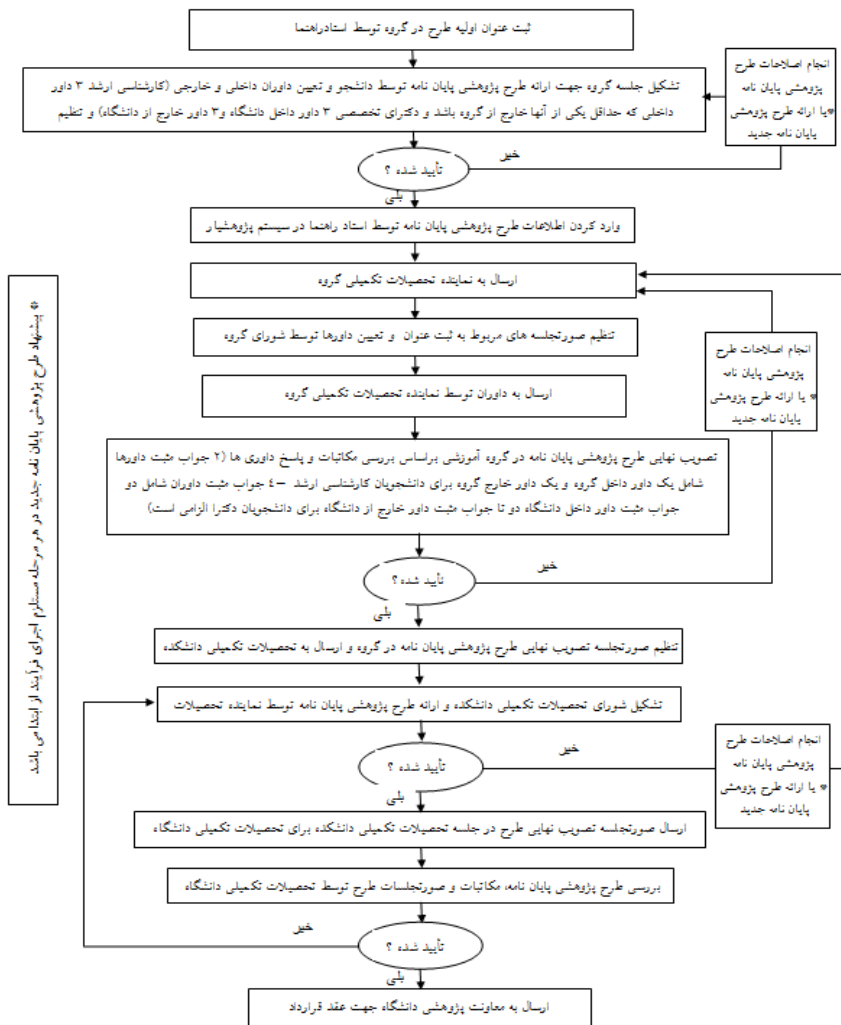 ثبت عنوان اولیه طرح در گروه توسط استادراهنما
انجام اصلاحات طرح
پژوهشی پایان نامه
*یا ارائه طرح پژوهشی
پایان نامه جدید
تشکیل جلسه گروه جهت ارائه طرح پژوهشی پایان نامه توسط دانشجو و تعیین داوران داخلی و خارجی (کارشناسی ارشد ۳ داور
داخلی که حداقل یکی از آنها خارج از گروه باشد و دکترای تخصصی ۳ داور داخل دانشگاه و۳ داور خارج از دانشگاه) و تنظیم
خیر
تأیید شده ؟
بلی
وارد کردن اطلاعات طرح پژوهشی پایان نامه توسط استاد راهنما در سیستم پژوهشیار
ارسال به نماینده تحصیلات تکمیلی گروه
* پیشنهاد طرح پژوهشی پایان نامه جدید در هر مرحله مستلزم اجرای فرآیند از ابتدا می باشد
تنظیم صورتجلسه های مربوط به ثبت عنوان و تعیین داورها توسط شورای گروه
انجام اصلاحات طرح
پژوهشی پایان نامه
* یا ارائه طرح پژوهشی
پایان نامه جدید
ارسال به داوران توسط نماینده تحصیلات تکمیلی گروه
تصویب نهایی طرح پژوهشی پایان نامه در گروه آموزشی براساس بررسی مکاتبات و پاسخ داوری ها (۲ جواب مثبت داورها
شامل یک داور داخل گروه و یک داور خارج گروه برای دانشجویان کارشناسی ارشد –٤ جواب مثبت داوران شامل دو
جواب مثبت داور داخل دانشگاه دو تا جواب مثبت داور خارج از دانشگاه برای دانشجویان دکترا الزامی است)
خیر
تأیید شده ؟
بلی
تنظیم صورتجلسه تصویب نهایی طرح پژوهشی پایان نامه در گروه و ارسال به تحصیلات تکمیلی دانشکده
تشکیل شورای تحصیلات تکمیلی دانشکده و ارائه طرح پژوهشی پایان نامه توسط نماینده تحصیلات
انجام اصلاحات طرح
پژوهشی پایان نامه
* یا ارائه طرح پژوهشی
پایان نامه جدید
خیر
تأیید شده ؟
بلی
ارسال صورتجلسه تصویب نهایی طرح در جلسه تحصیلات تکمیلی دانشکده برای تحصیلات تکمیلی دانشگاه
بررسی طرح پژوهشی پایان نامه، مکاتبات و صورتجلسات طرح توسط تحصیلات تکمیلی دانشگاه
خیر
تأیید شده ؟
بلی
ارسال به معاونت پژوهشی دانشگاه جهت عقد قرارداد